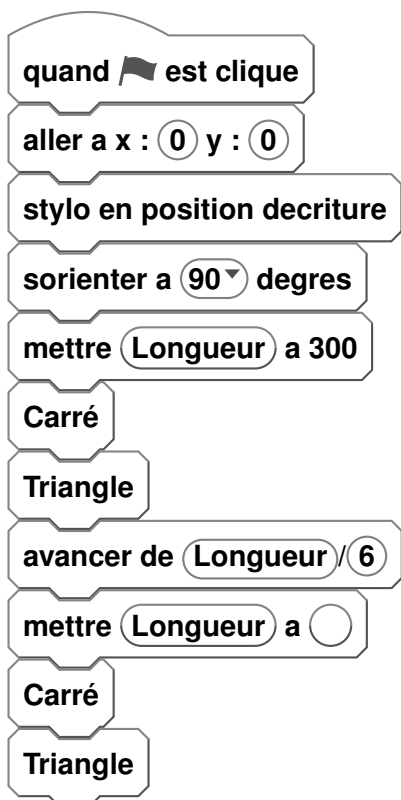 quand est clique
aller a x : 0 y : 0
stylo en position decriture
sorienter a 90 degres
mettre Longueur a 300
Carré
Triangle
avancer de Longueur/6
mettre Longueur a
Carré
Triangle